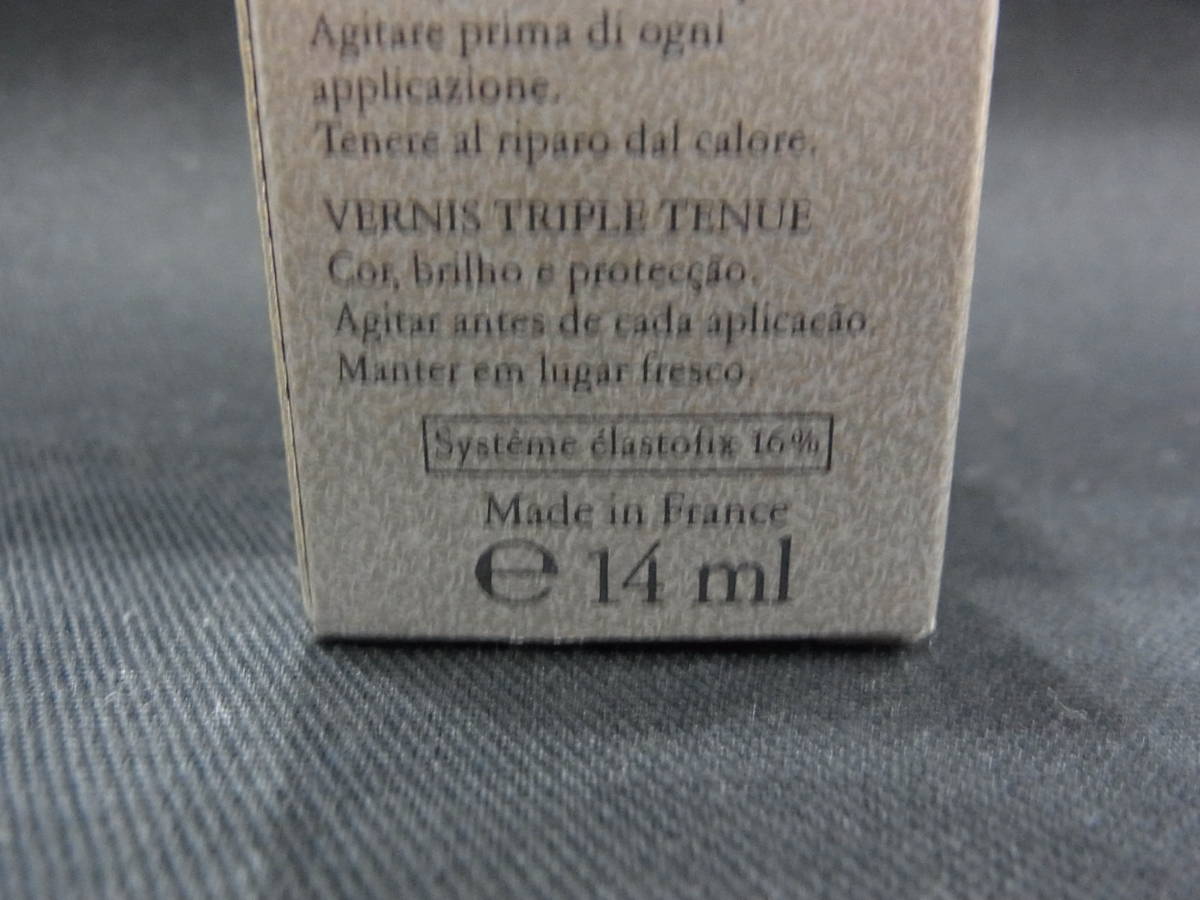 Agitare prima di ogni
applicazione.
Tenere al riparo dal calore.
VERNIS TRIPLE TENUE
Cor, brilho e protecção.
Agitar antes de cada aplicação.
Manter em lugar fresco.
Système élastofix 16%
Made in France
℮ 14 ml